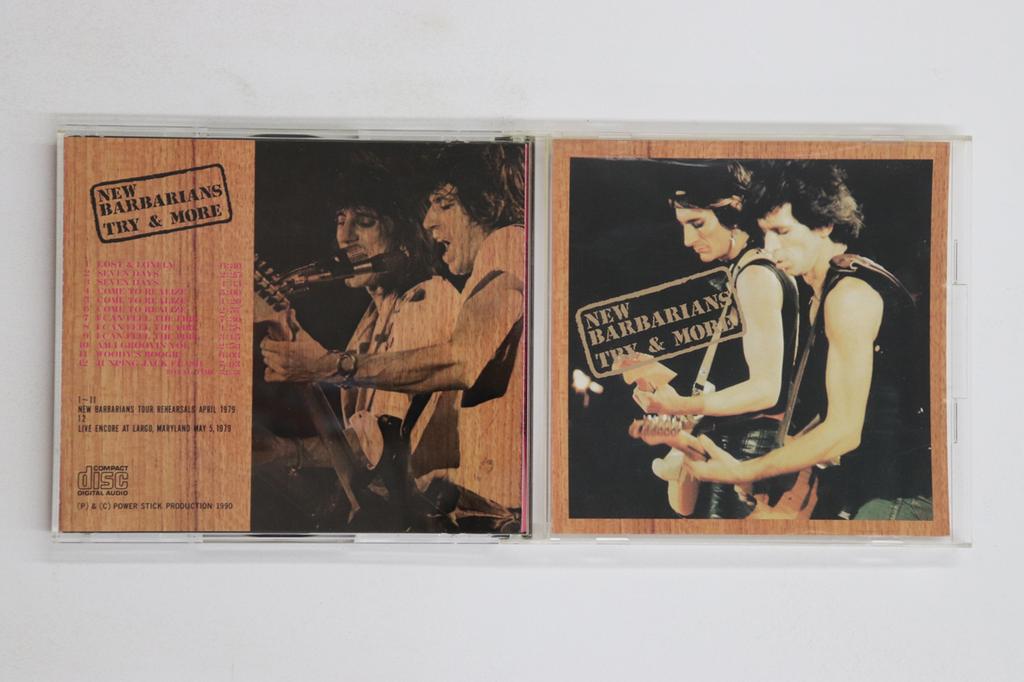 NEW
BARBARIANS
TRY & MORE
1 LOST & LONELY
2 SEVEN DAYS
3 SEVEN DAYS
4 COME TO REALIZE
5 COME TO REALIZE
6 COME TO REALIZE
7 I CAN FEEL THE FIRE
8 I CAN FEEL THE FIRE
9 I CAN FEEL THE FIRE
10 AM I GROOVIN YOU
11 WOODY'S BOOGIE
12 JUNPING JACK FLASH
TOTAL TIME
1~11
NEW BARBARIANS TOUR REHEARSALS APRIL 1979
12
LIVE ENCORE AT LARGO, MARYLAND MAY 5, 1979
COMPACT
disc
DIGITAL AUDIO
(P) & (C) POWER STICK PRODUCTION 1990
NEW
BARBARIANS
TRY & MORE